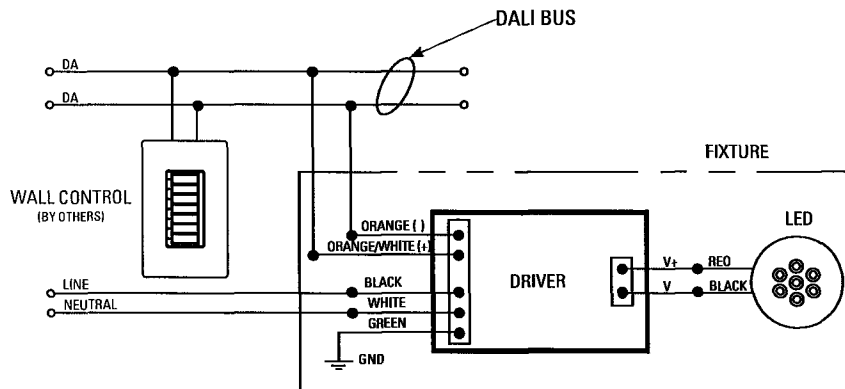 DALI BUS
DA
DA
FIXTURE
WALL CONTROL
(BY OTHERS)
ORANGE ( )
ORANGE/WHITE (+)
LED
DRIVER
V+
REO
LINE
BLACK
V
BLACK
NEUTRAL
WHITE
GREEN
GND